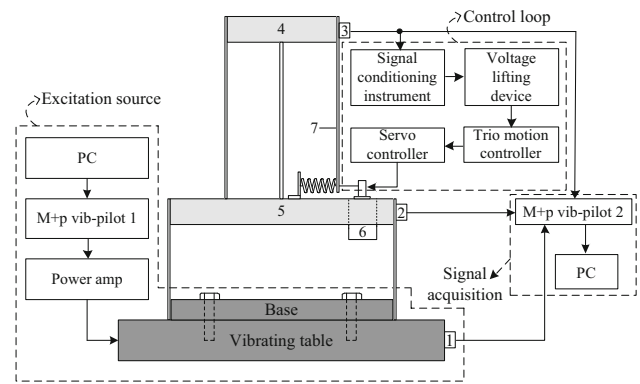 Control loop
4
3
Signal
conditioning
instrument
Voltage
lifting
device
Excitation source
7
Servo
controller
Trio motion
controller
PC
M+p vib-pilot 1
5
2
M+p vib-pilot 2
6
Power amp
Signal
acquisition
PC
Base
Vibrating table
1